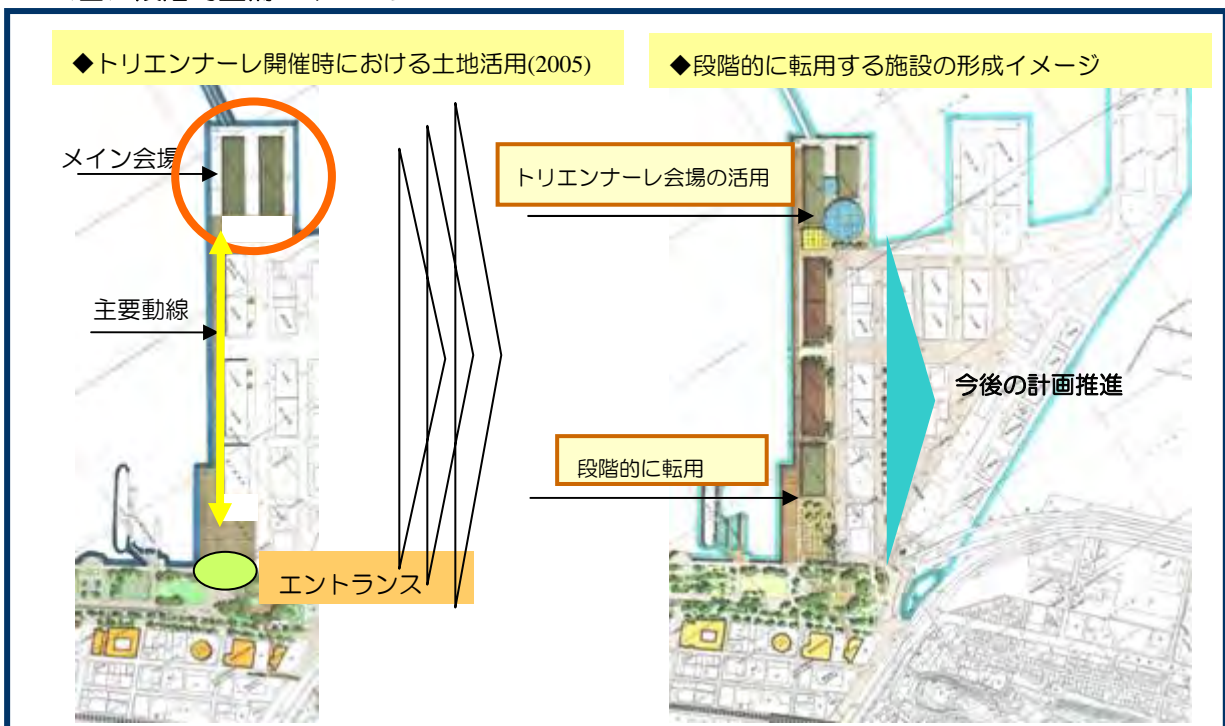 ◆トリエンナーレ開催時における土地活用(2005)
メイン会場
主要動線
エントランス
◆段階的に転用する施設の形成イメージ
トリエンナーレ会場の活用
段階的に転用
今後の計画推進